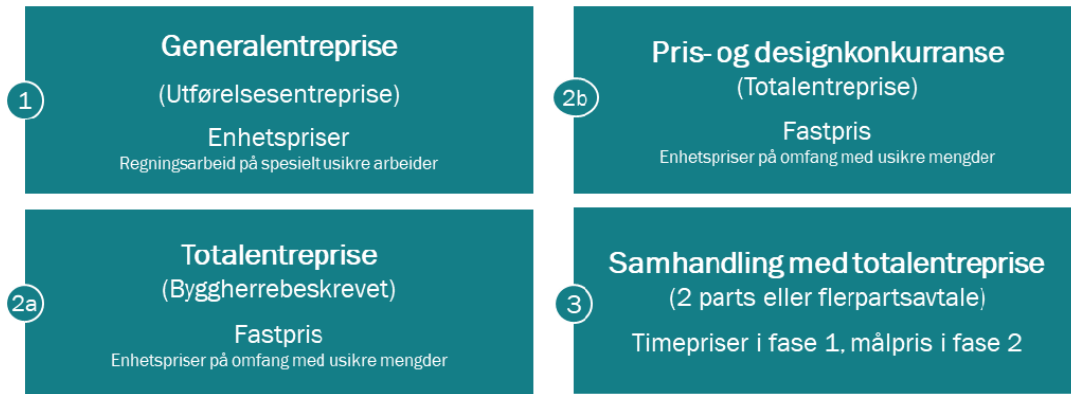 1
Generalentreprise
(Utførelsesentreprise)
Enhetspriser
Regningsarbeid på spesielt usikre arbeider
2a
Totalentreprise
(Byggherrebeskrevet)
Fastpris
Enhetspriser på omfang med usikre mengder
2b
Pris- og designkonkurranse
(Totalentreprise)
Fastpris
Enhetspriser på omfang med usikre mengder
3
Samhandling med totalentreprise
(2 parts eller flerpartsavtale)
Timepriser i fase 1, målpris i fase 2